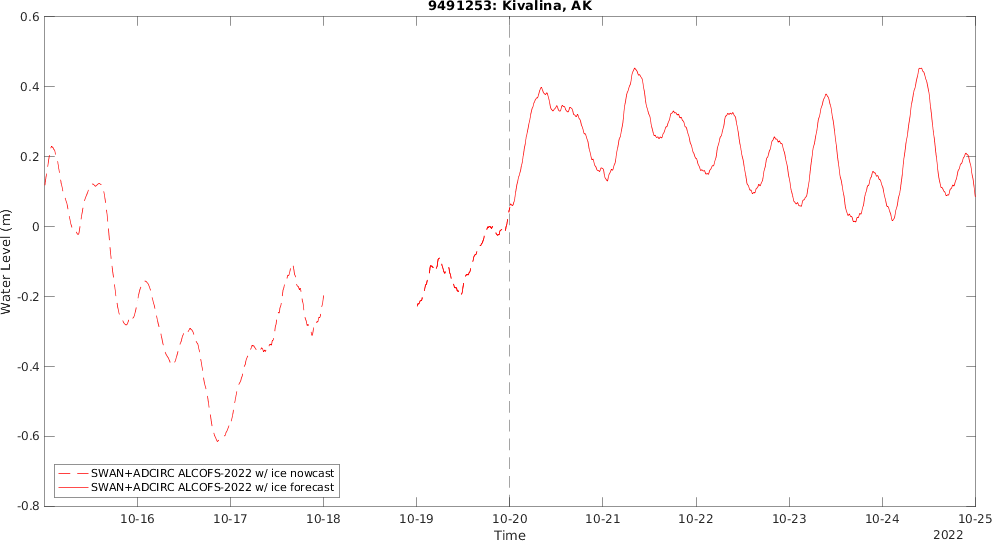 9491253: Kivalina, AK
0.6
0.4
0.2
0
-0.2
-0.4
-0.6
-0.8
Water Level (m)
SWAN+ADCIRC ALCOFS-2022 w/ ice nowcast
SWAN+ADCIRC ALCOFS-2022 w/ ice forecast
10-16 10-17 10-18 10-19 10-20 10-21 10-22 10-23 10-24 10-25
Time
2022